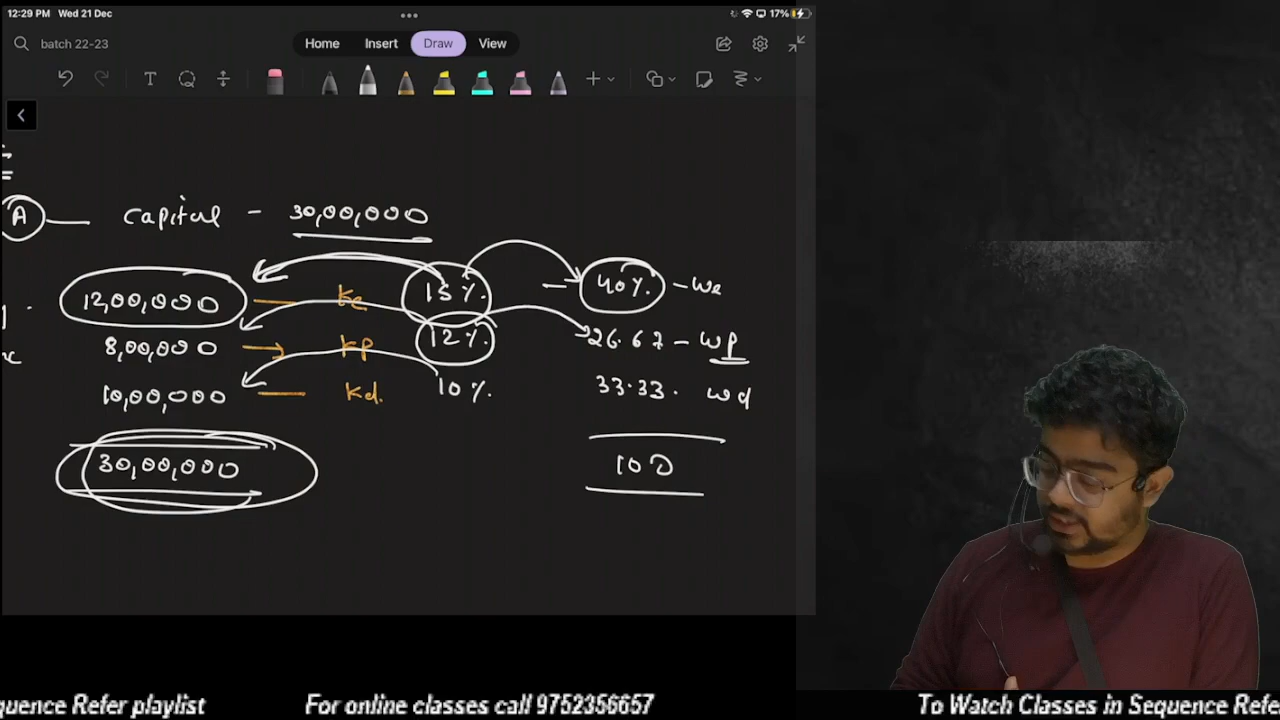 12:29 PM Wed 21 Dec
17%
batch 22-23
Home Insert Draw View
T
A — capital - 30,00,000
12,00,000 — Ke 15%. — 40%. - We
8,00,000 → Kp 12%. 26.67 - Wp
10,00,000 — Kd. 10%. 33.33. Wd
30,00,000 100
quence Refer playlist For online classes call 9752356657 To Watch Classes in Sequence Refe